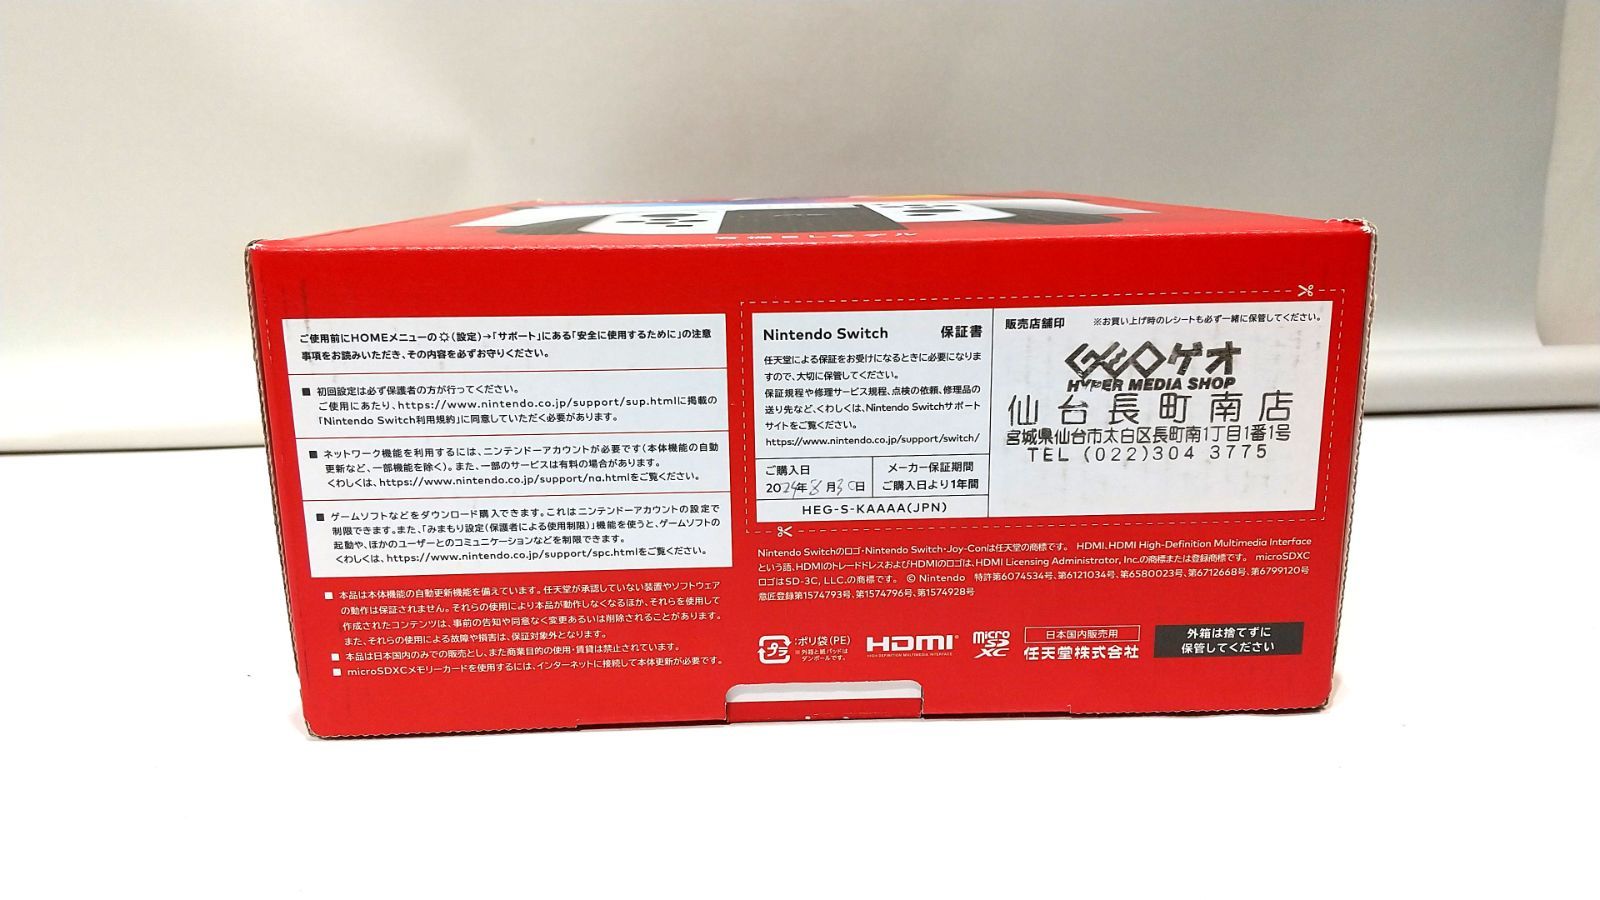 有機ELモデル
ご使用前にHOMEメニューの (設定)→「サポート」にある「安全に使用するために」の注意
事項をお読みいただき、その内容を必ずお守りください。
■ 初回設定は必ず保護者の方が行ってください。
ご使用にあたり、https://www.nintendo.co.jp/support/sup.htmlに掲載の
「Nintendo Switch利用規約」に同意していただく必要があります。
■ ネットワーク機能を利用するには、ニンテンドーアカウントが必要です(本体機能の自動
更新など、一部機能を除く)。また、一部のサービスは有料の場合があります。
くわしくは、https://www.nintendo.co.jp/support/na.htmlをご覧ください。
■ ゲームソフトなどをダウンロード購入できます。これはニンテンドーアカウントの設定で
制限できます。また、「みまもり設定(保護者による使用制限)」機能を使うと、ゲームソフトの
起動や、ほかのユーザーとのコミュニケーションなどを制限できます。
くわしくは、https://www.nintendo.co.jp/support/spc.htmlをご覧ください。
■ 本品は本体機能の自動更新機能を備えています。任天堂が承認していない装置やソフトウェア
の動作は保証されません。それらの使用により本品が動作しなくなるほか、それらを使用して
作成されたコンテンツは、事前の告知や同意なく変更あるいは削除されることがあります。
また、それらの使用による故障や損害は、保証対象外となります。
■ 本品は日本国内のみでの販売とし、また商業目的の使用・賃貸は禁止されています。
■ microSDXCメモリーカードを使用するには、インターネットに接続して本体更新が必要です。
Nintendo Switch 保証書
任天堂による保証をお受けになるときに必要になりま
すので、大切に保管してください。
保証規程や修理サービス規程、点検の依頼、修理品の
送り先など、くわしくは、Nintendo Switchサポート
サイトをご覧ください。
https://www.nintendo.co.jp/support/switch/
ご購入日
2024年8月30日
メーカー保証期間
ご購入日より1年間
HEG-S-KAAAA(JPN)
販売店舗印 ※お買い上げ時のレシートも必ず一緒に保管してください。
GEOゲオ
HYPER MEDIA SHOP
仙台長町南店
宮城県仙台市太白区長町南1丁目1番1号
TEL (022)304 3775
Nintendo Switchのロゴ・Nintendo Switch・Joy-Conは任天堂の商標です。 HDMI、HDMI High-Definition Multimedia Interface
という語、HDMIのトレードドレスおよびHDMIのロゴは、HDMI Licensing Administrator, Inc.の商標または登録商標です。 microSDXC
ロゴはSD-3C, LLC.の商標です。 © Nintendo 特許第6074534号、第6121034号、第6580023号、第6712668号、第6799120号
意匠登録第1574793号、第1574796号、第1574928号
プラ
:ポリ袋(PE)
※外箱と紙パッドは
ダンボールです。
HDMI
HIGH-DEFINITION MULTIMEDIA INTERFACE
micro
SD
XC
日本国内販売用
任天堂株式会社
外箱は捨てずに
保管してください